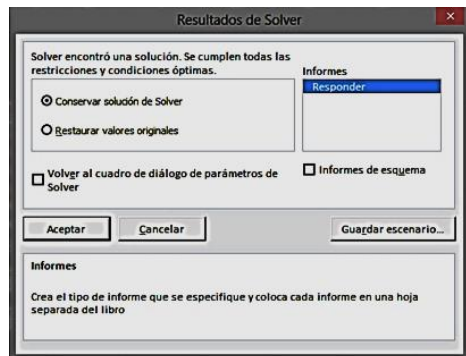 Resultados de Solver
Solver encontró una solución. Se cumplen todas las
restricciones y condiciones óptimas.
Conservar solución de Solver
Restaurar valores originales
Informes
Responder
Volver al cuadro de diálogo de parámetros de
Solver
Informes de esquema
Aceptar
Cancelar
Guardar escenario...
Informes
Crea el tipo de informe que se especifique y coloca cada informe en una hoja
separada del libro